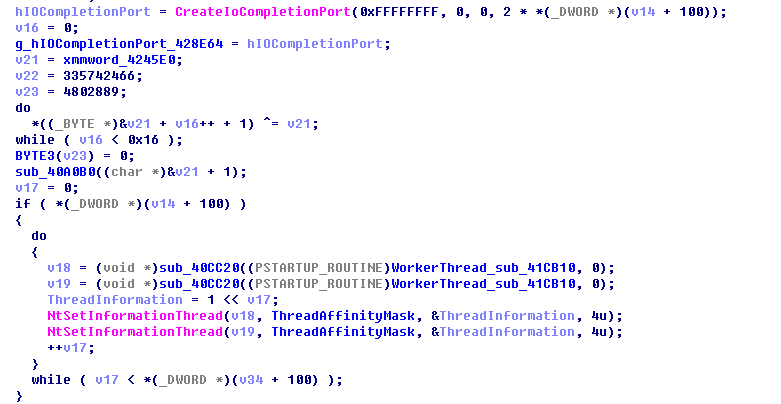 hIOCompletionPort = CreateIoCompletionPort(0xFFFFFFFF, 0, 0, 2 * *(_DWORD *)(v14 + 100));
v16 = 0;
g_hIOCompletionPort_428E64 = hIOCompletionPort;
v21 = xmmword_4245E0;
v22 = 335742466;
v23 = 4802889;
do
*((_BYTE *)&v21 + v16++ + 1) ^= v21;
while ( v16 < 0x16 );
BYTE3(v23) = 0;
sub_40A0B0((char *)&v21 + 1);
v17 = 0;
if ( *(_DWORD *)(v14 + 100) )
{
do
{
v18 = (void *)sub_40CC20((PSTARTUP_ROUTINE)WorkerThread_sub_41CB10, 0);
v19 = (void *)sub_40CC20((PSTARTUP_ROUTINE)WorkerThread_sub_41CB10, 0);
ThreadInformation = 1 << v17;
NtSetInformationThread(v18, ThreadAffinityMask, &ThreadInformation, 4u);
NtSetInformationThread(v19, ThreadAffinityMask, &ThreadInformation, 4u);
++v17;
}
while ( v17 < *(_DWORD *)(v34 + 100) );
}